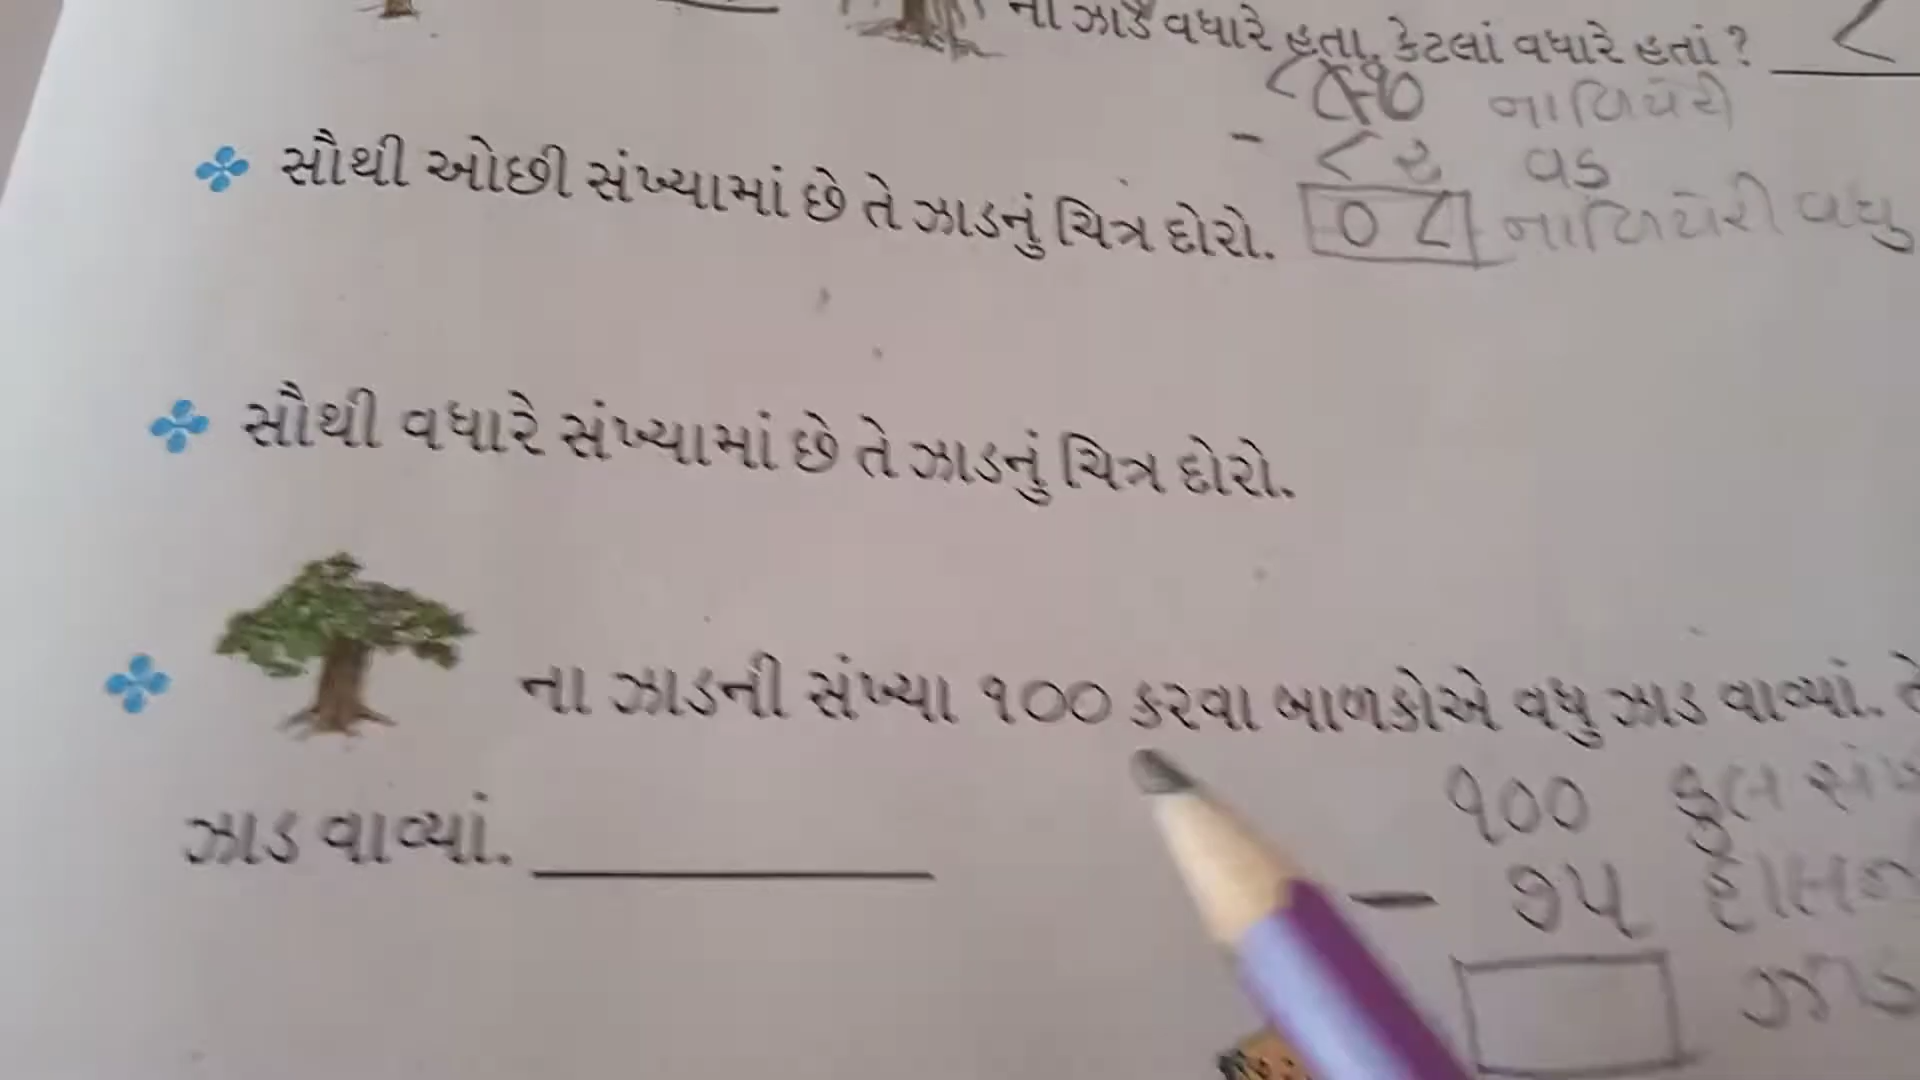 ના ઝાડ વધારે હતા. કેટલાં વધારે હતાં ? ૮
૯૦ નાળિયેરી
સૌથી ઓછી સંખ્યામાં છે તે ઝાડનું ચિત્ર દોરો.
- ૮૨ વડ
૦૮ નાળિયેરી વધુ
સૌથી વધારે સંખ્યામાં છે તે ઝાડનું ચિત્ર દોરો.
ના ઝાડની સંખ્યા ૧૦૦ કરવા બાળકોએ વધુ ઝાડ વાવ્યાં.
૧૦૦ કુલ
ઝાડ વાવ્યાં.
- ૭૫
ઝાડ